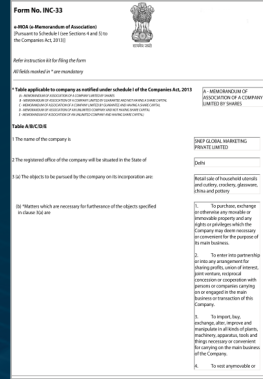 Form No. INC-33
e-MOA (e-Memorandum of Association)
[Pursuant to Schedule I (see Sections 4 and 5) to
the Companies Act, 2013)]
Refer instruction kit for filing the form
All fields marked in * are mandatory
* Table applicable to company as notified under schedule I of the Companies Act, 2013
A - MEMORANDUM OF
ASSOCIATION OF A COMPANY
LIMITED BY SHARES
Table A/B/C/D/E
1 The name of the company is
SNEP GLOBAL MARKETING
PRIVATE LIMITED
2 The registered office of the company will be situated in the State of
Delhi
3 (a) The objects to be pursued by the company on its incorporation are:
Retail sale of household utensils
and cutlery, crockery, glassware,
china and pottery
(b) *Matters which are necessary for furtherance of the objects specified
in clause 3(a) are
1. To purchase, exchange
or otherwise any movable or
immovable property and any
rights or privileges which the
Company may deem necessary
or convenient for the purpose of
its main business.
2. To enter into partnership
or into any arrangement for
sharing profits, union of interest,
joint venture, reciprocal
concession or cooperation with
persons or companies carrying
on or engaged in the main
business or transaction of this
Company.
3. To import, buy,
exchange, alter, improve and
manipulate in all kinds of plants,
machinery, apparatus, tools and
things necessary or convenient
for carrying on the main business
of the Company.
4. To vest any movable or